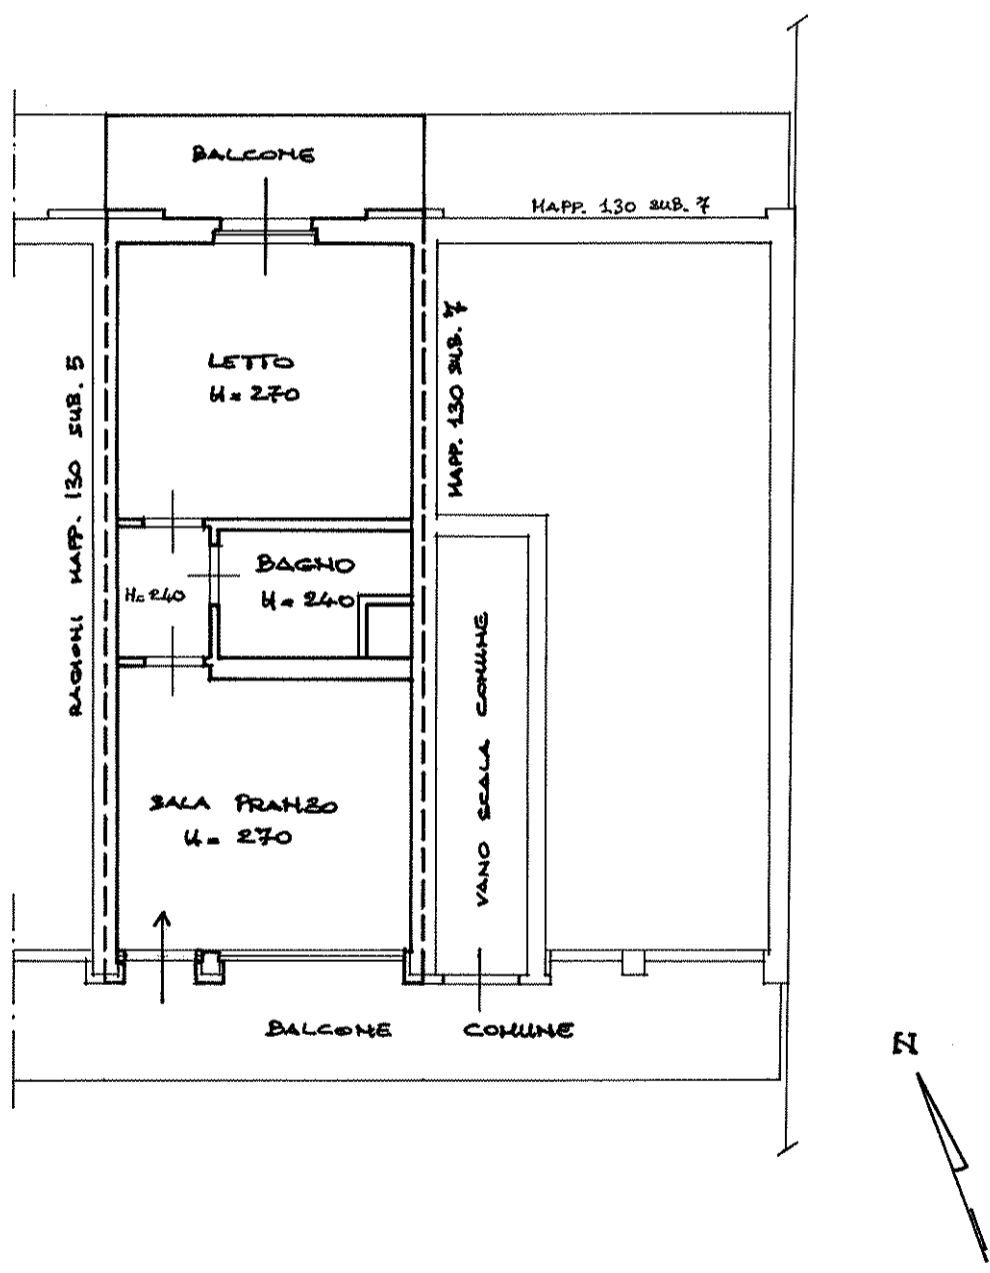 BALCONE
MAPP. 130 SUB. 7
LETTO
H= 270
MAPP. 130 SUB. 7
RAGIONI MAPP. 130 SUB. 5
BAGNO
H= 240
H= 240
VANO SCALA COMUNE
SALA PRANZO
H= 270
BALCONE COMUNE
N